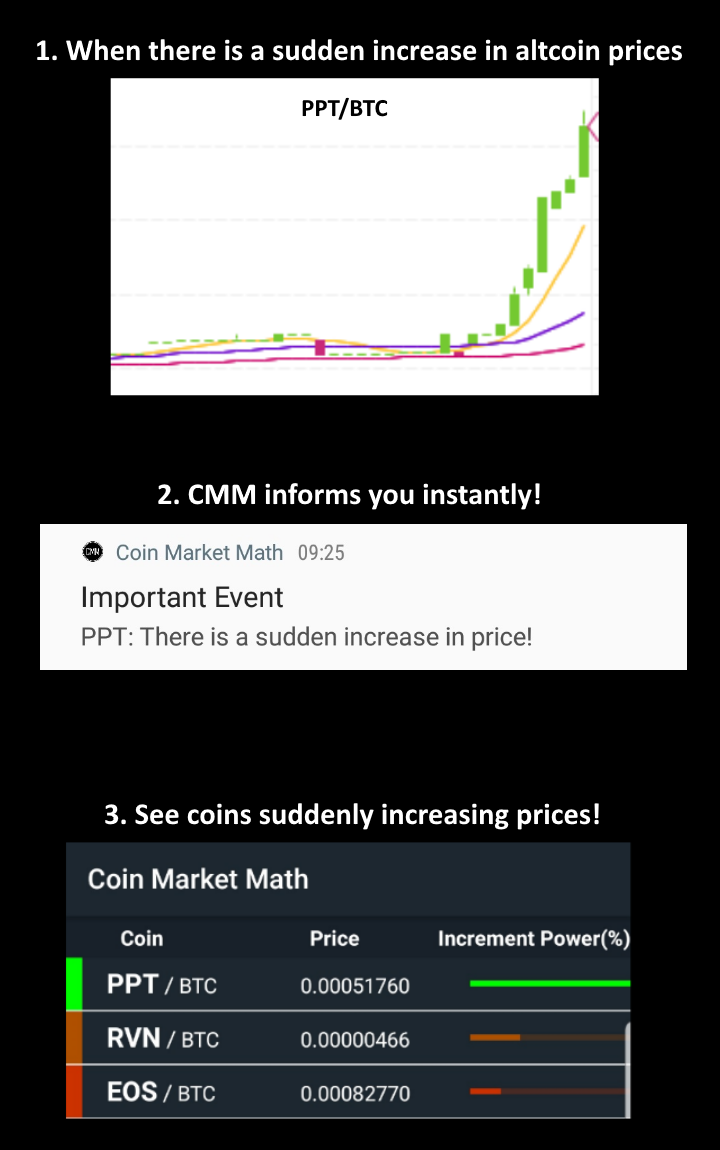 1. When there is a sudden increase in altcoin prices
PPT/BTC
2. CMM informs you instantly!
CMM Coin Market Math 09:25
Important Event
PPT: There is a sudden increase in price!
3. See coins suddenly increasing prices!
Coin Market Math
Coin Price Increment Power(%)
PPT / BTC 0.00051760
RVN / BTC 0.00000466
EOS / BTC 0.00082770